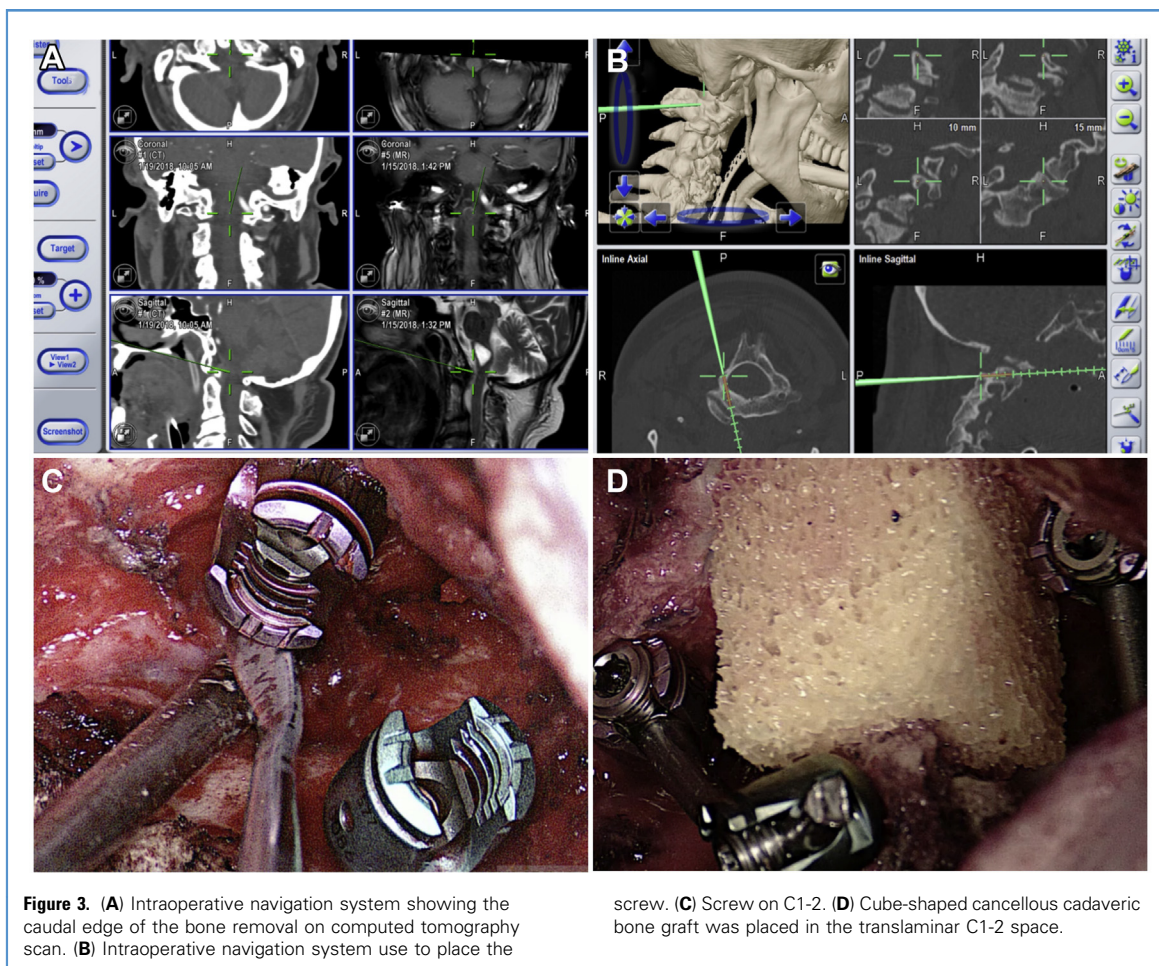 A
Tools
P
L
R
P
L
R
mm
set
uire
Target
%
set
View1
► View2
Screenshot
Coronal
#1 (CT)
1/19/2018, 10:05 AM
H
L
R
F
Coronal
#5 (MR)
1/15/2018, 1:42 PM
H
L
R
F
Sagittal
#1 (CT)
1/19/2018, 10:05 AM
H
A
P
F
Sagittal
#2 (MR)
1/15/2018, 1:32 PM
H
A
P
F
B
P
A
F
L
R
F
L
R
F
H
10 mm
L
R
F
H
15 mm
L
R
F
Inline Axial
P
R
L
Inline Sagittal
H
P
A
C
D
Figure 3. (A) Intraoperative navigation system showing the
caudal edge of the bone removal on computed tomography
scan. (B) Intraoperative navigation system use to place the
screw. (C) Screw on C1-2. (D) Cube-shaped cancellous cadaveric
bone graft was placed in the translaminar C1-2 space.